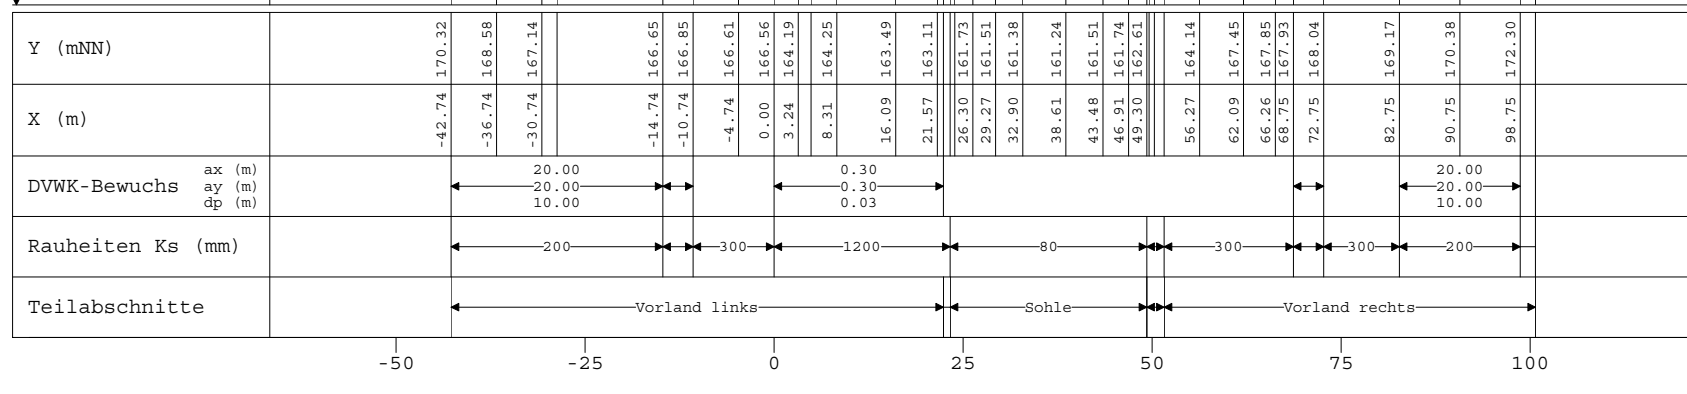 Y (mNN) 170.32 168.58 167.14 166.65 166.85 166.61 166.56 164.19 164.25 163.49 163.11 161.73 161.51 161.38 161.24 161.51 161.74 162.61 164.14 167.45 167.85 167.93 168.04 169.17 170.38 172.30
X (m) -42.74 -36.74 -30.74 -14.74 -10.74 -4.74 0.00 3.24 8.31 16.09 21.57 26.30 29.27 32.90 38.61 43.48 46.91 49.30 56.27 62.09 66.26 68.75 72.75 82.75 90.75 98.75
ax (m) 20.00 0.30 20.00
DVWK-Bewuchs ay (m) 20.00 0.30 20.00
dp (m) 10.00 0.03 10.00
Rauheiten Ks (mm) 200 300 1200 80 300 300 200
Teilabschnitte Vorland links Sohle Vorland rechts
-50 -25 0 25 50 75 100